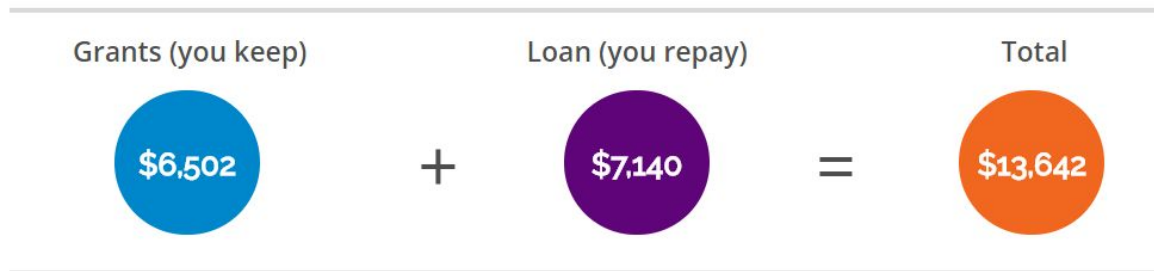 Grants (you keep) Loan (you repay) Total
$6,502 + $7,140 = $13,642